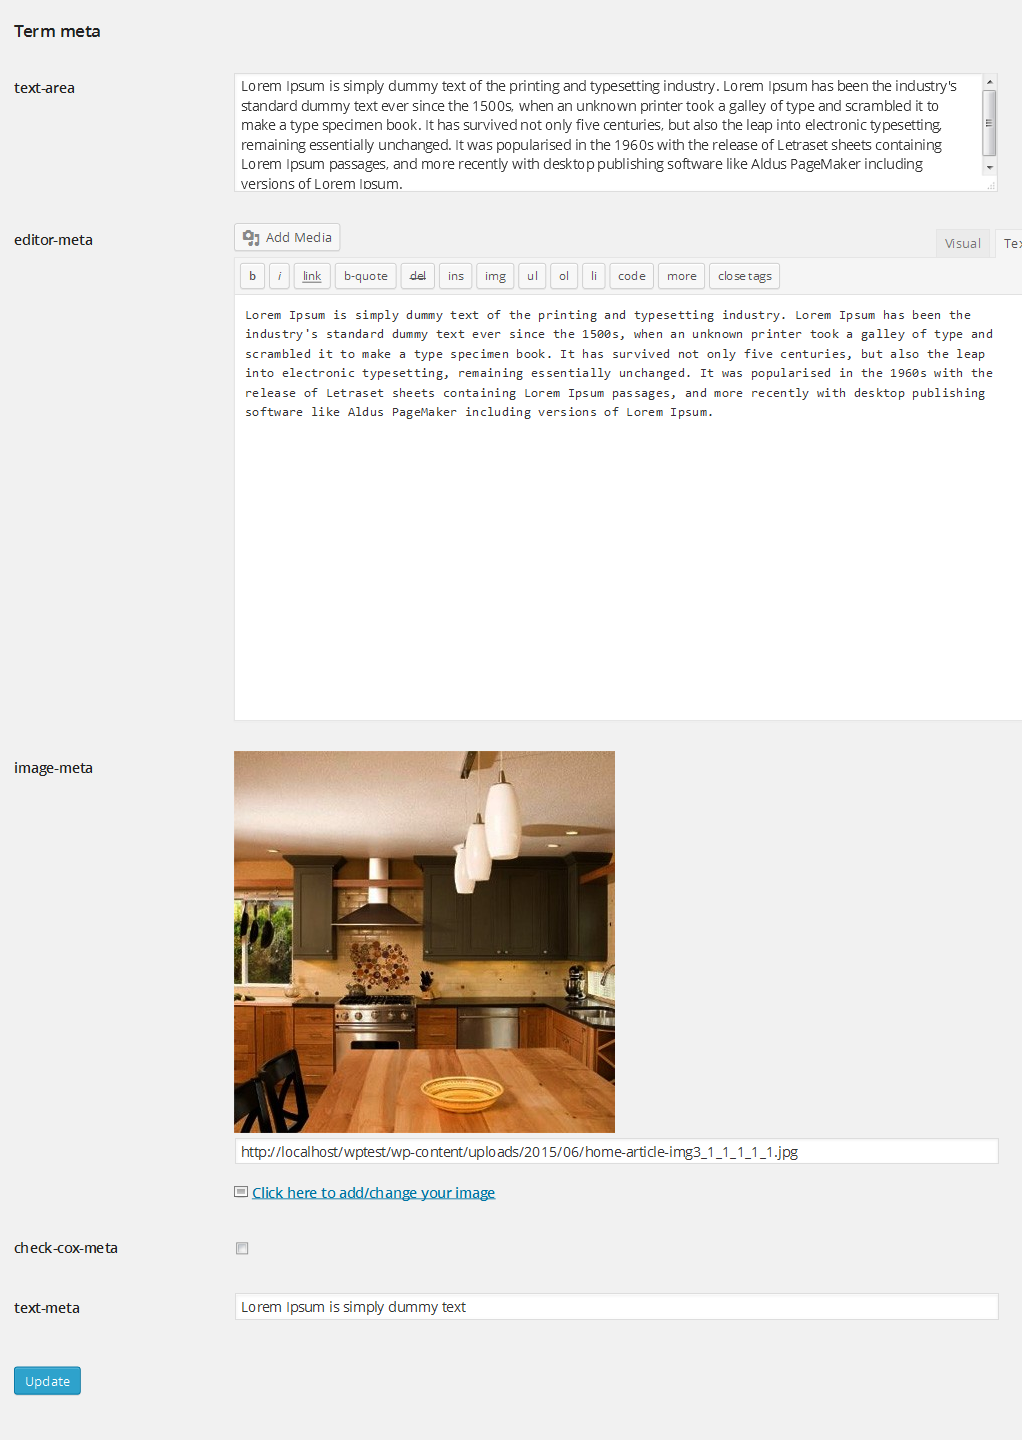 Term meta
text-area
Lorem Ipsum is simply dummy text of the printing and typesetting industry. Lorem Ipsum has been the industry's
standard dummy text ever since the 1500s, when an unknown printer took a galley of type and scrambled it to
make a type specimen book. It has survived not only five centuries, but also the leap into electronic typesetting,
remaining essentially unchanged. It was popularised in the 1960s with the release of Letraset sheets containing
Lorem Ipsum passages, and more recently with desktop publishing software like Aldus PageMaker including
versions of Lorem Ipsum.
editor-meta
Add Media
Visual
Tex
b i link b-quote del ins img ul ol li code more close tags
Lorem Ipsum is simply dummy text of the printing and typesetting industry. Lorem Ipsum has been the
industry's standard dummy text ever since the 1500s, when an unknown printer took a galley of type and
scrambled it to make a type specimen book. It has survived not only five centuries, but also the leap
into electronic typesetting, remaining essentially unchanged. It was popularised in the 1960s with the
release of Letraset sheets containing Lorem Ipsum passages, and more recently with desktop publishing
software like Aldus PageMaker including versions of Lorem Ipsum.
image-meta
http://localhost/wptest/wp-content/uploads/2015/06/home-article-img3_1_1_1_1_1.jpg
Click here to add/change your image
check-cox-meta
text-meta
Lorem Ipsum is simply dummy text
Update